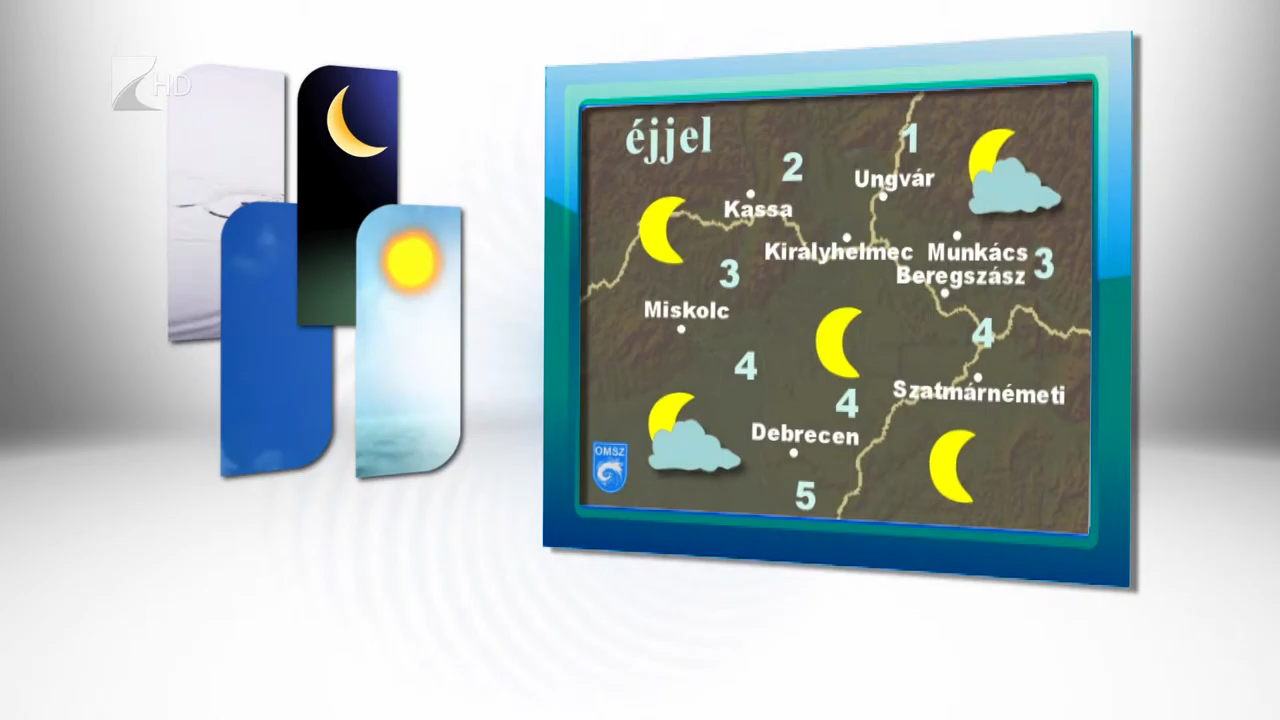 HD
éjjel
1
2
Ungvár
Kassa
Királyhelmec
Munkács
3
Beregszász
3
Miskolc
4
4
Szatmárnémeti
4
Debrecen
OMSZ
5